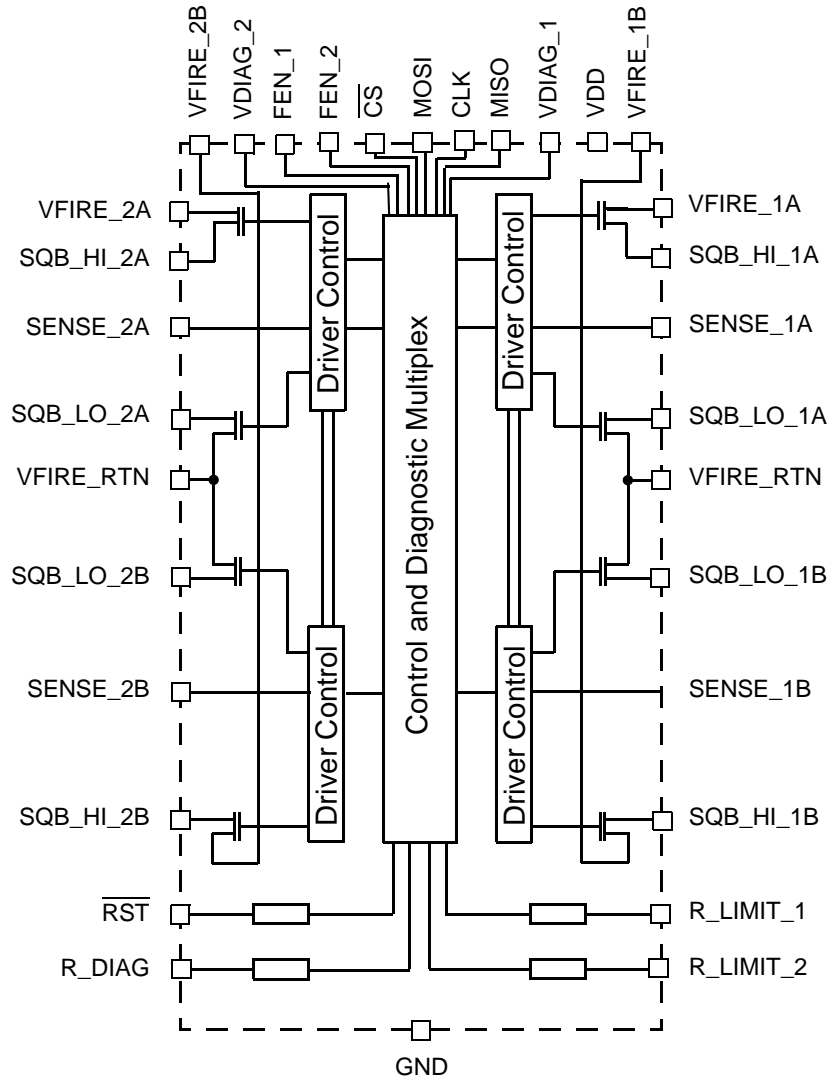 VFIRE_2B
VDIAG_2
FEN_1
FEN_2
CS
MOSI
CLK
MISO
VDIAG_1
VDD
VFIRE_1B
VFIRE_2A
VFIRE_1A
SQB_HI_2A
SQB_HI_1A
SENSE_2A
SENSE_1A
SQB_LO_2A
SQB_LO_1A
VFIRE_RTN
VFIRE_RTN
SQB_LO_2B
SQB_LO_1B
SENSE_2B
SENSE_1B
SQB_HI_2B
SQB_HI_1B
RST
R_LIMIT_1
R_DIAG
R_LIMIT_2
GND
Driver Control
Driver Control
Control and Diagnostic Multiplex
Driver Control
Driver Control